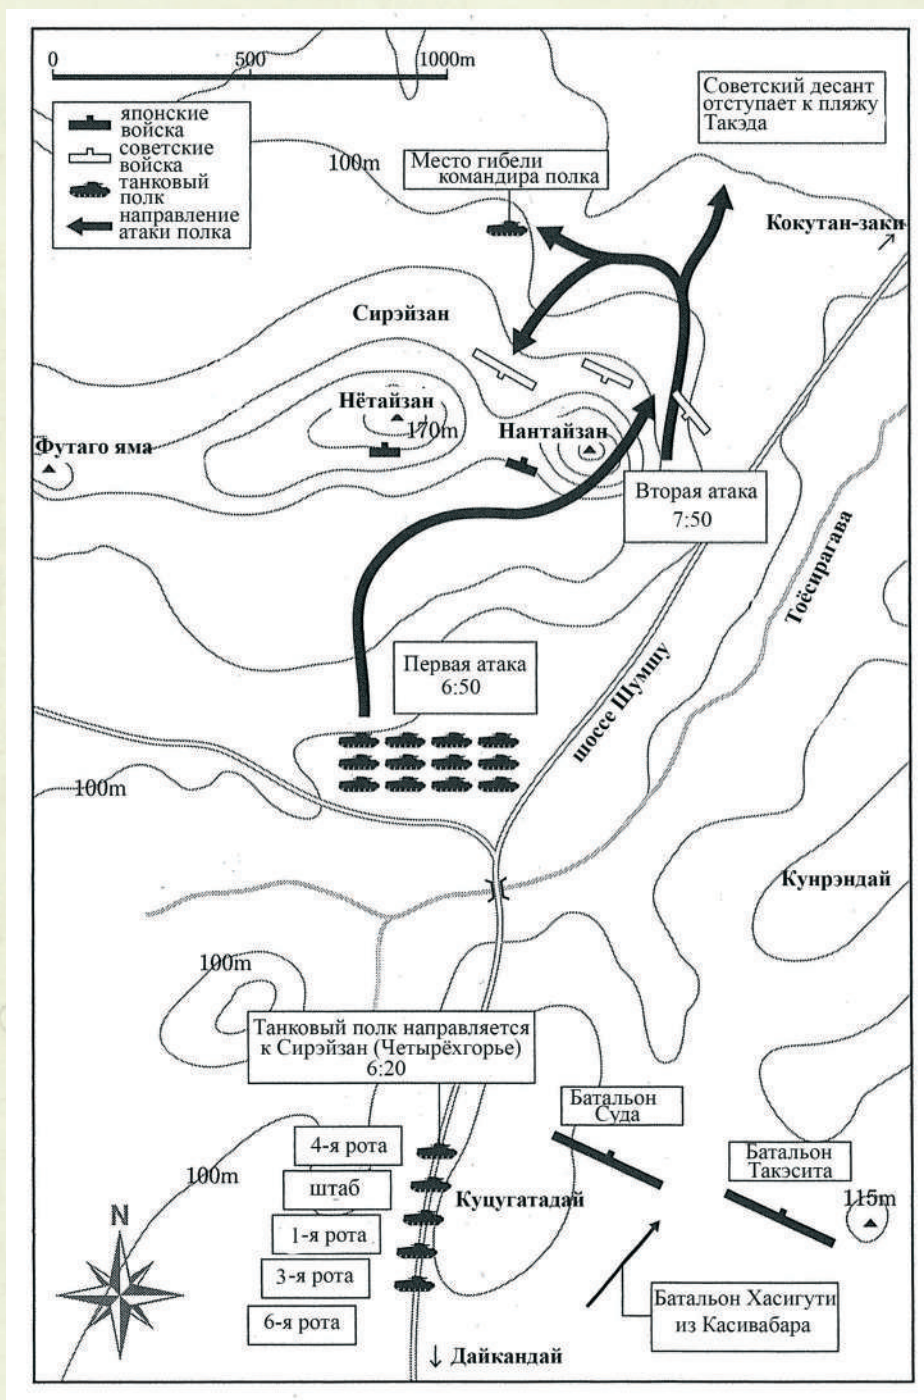 0 500 1000m
японские
войска
советские
войска
танковый
полк
направление
атаки полка
Советский десант
отступает к пляжу
Такэда
100m
Место гибели
командира полка
Кокутан-заки
Сирэйзан
Нётайзан
170m
Нантайзан
Футаго яма
Вторая атака
7:50
Тоёсирагава
Первая атака
6:50
шоссе Шумшу
100m
Кунрэндай
100m
Танковый полк направляется
к Сирэйзан (Четырёхгорье)
6:20
Батальон
Суда
4-я рота
Батальон
Такэсита
100m
штаб
Куцугатадай
115m
N
1-я рота
3-я рота
Батальон Хасигути
из Касивабара
6-я рота
Дайкандай